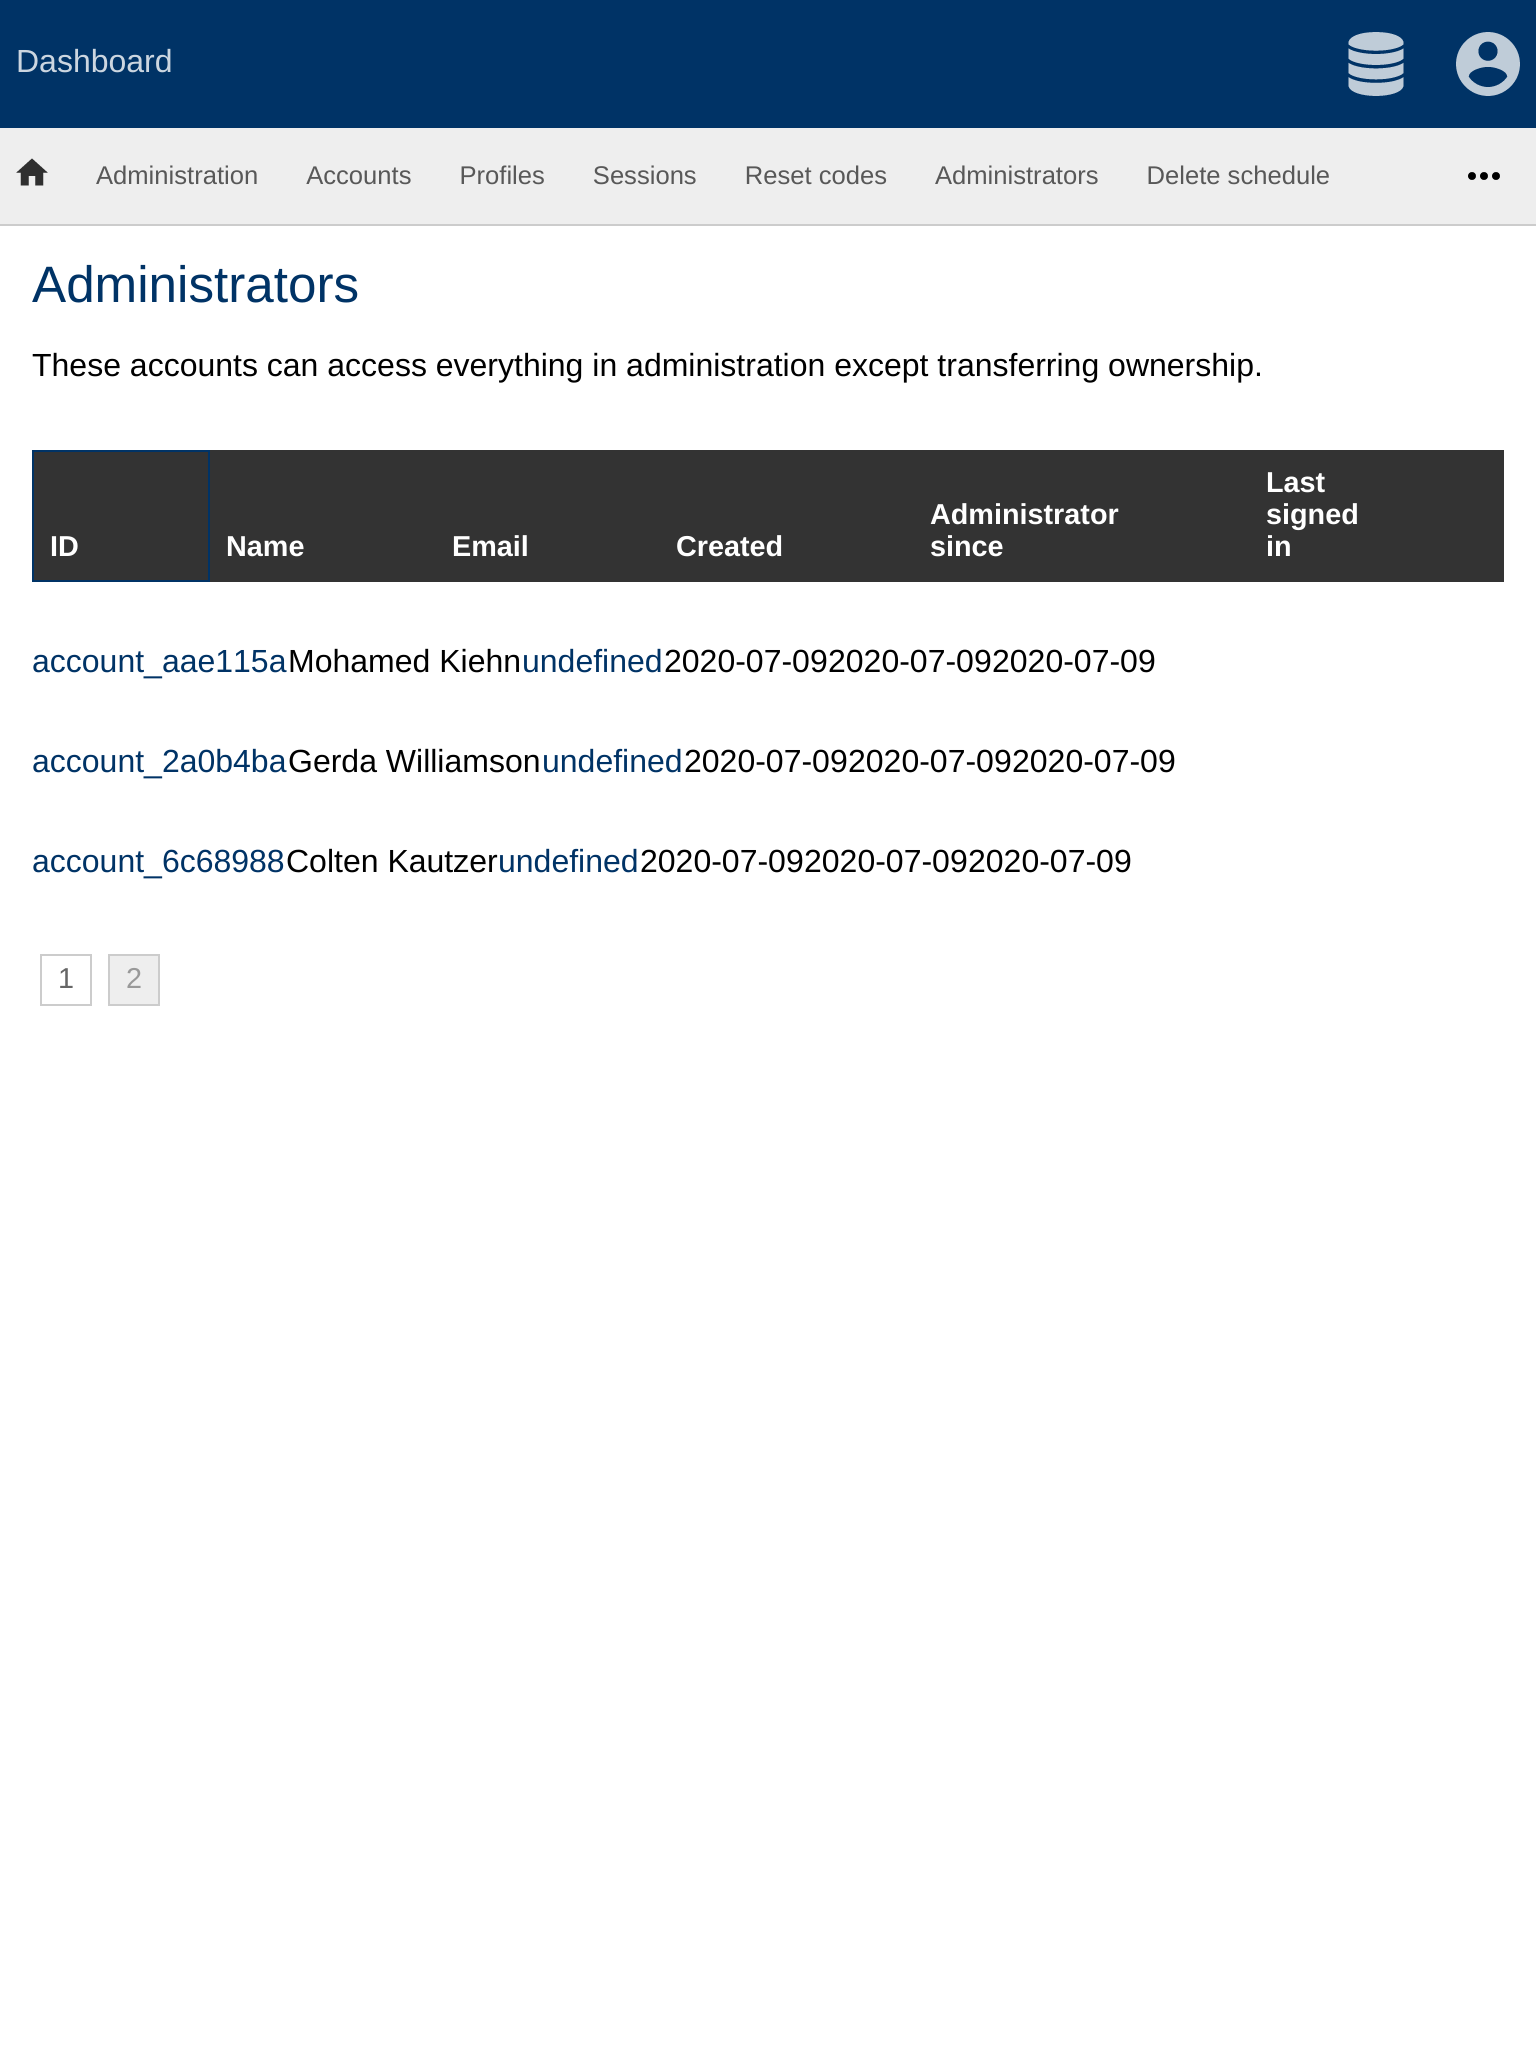 Dashboard
Administration Accounts Profiles Sessions Reset codes Administrators Delete schedule
Administrators
These accounts can access everything in administration except transferring ownership.
ID Name Email Created Administrator since Last signed in
account_aae115aMohamed Kiehnundefined2020-07-092020-07-092020-07-09
account_2a0b4baGerda Williamsonundefined2020-07-092020-07-092020-07-09
account_6c68988Colten Kautzerundefined2020-07-092020-07-092020-07-09
1 2